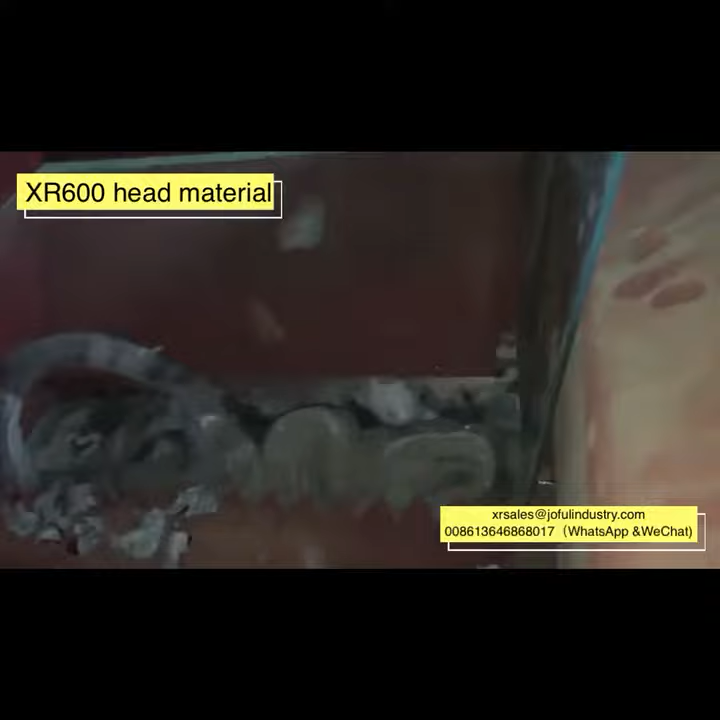 XR600 head material
xrsales@jofulindustry.com
008613646868017（WhatsApp &WeChat)